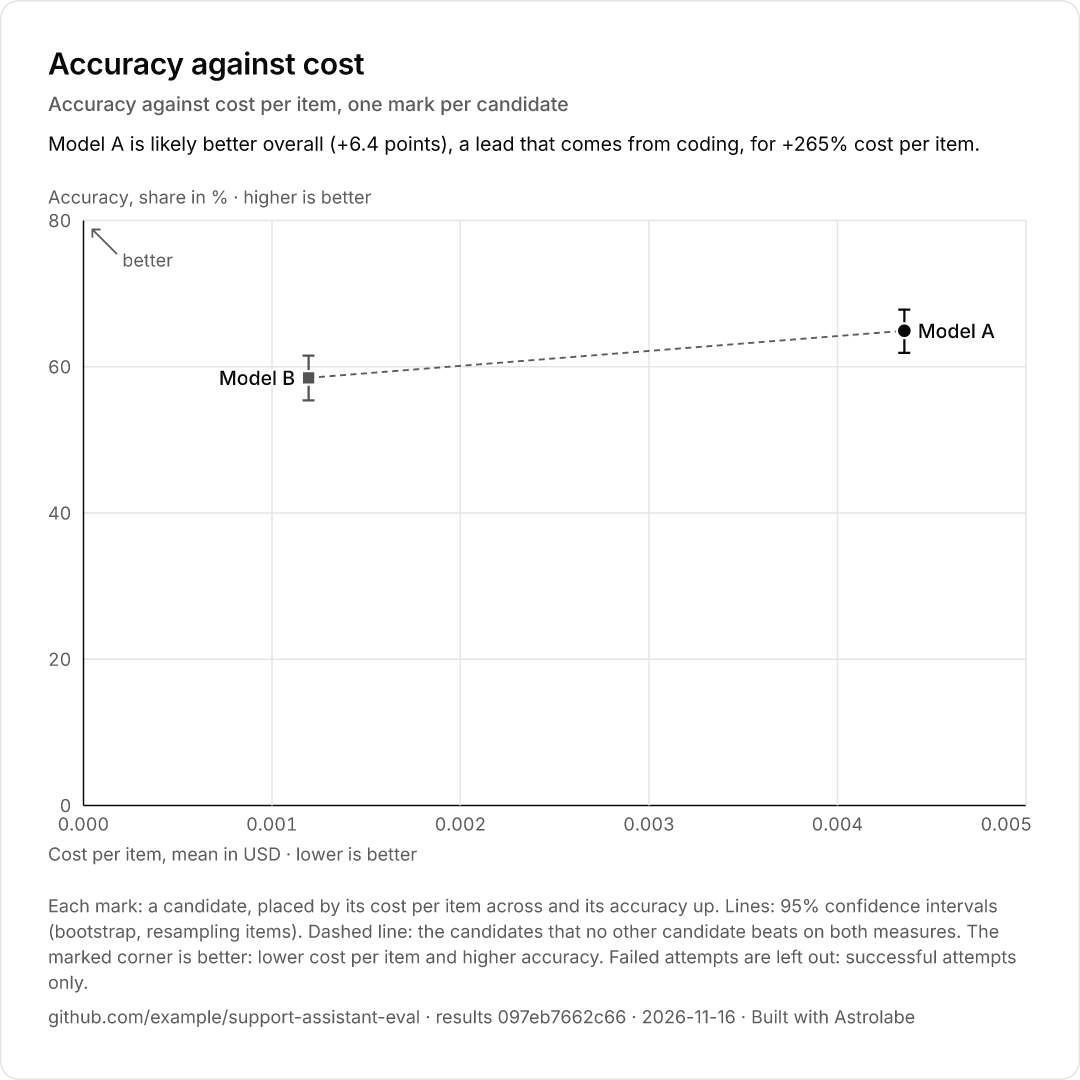 Accuracy against cost
Accuracy against cost per item, one mark per candidate
Model A is likely better overall (+6.4 points), a lead that comes from coding, for +265% cost per item.
Accuracy, share in % · higher is better
80
better
Model A
60
Model B
40
20
0
0.000 0.001 0.002 0.003 0.004 0.005
Cost per item, mean in USD · lower is better
Each mark: a candidate, placed by its cost per item across and its accuracy up. Lines: 95% confidence intervals
(bootstrap, resampling items). Dashed line: the candidates that no other candidate beats on both measures. The
marked corner is better: lower cost per item and higher accuracy. Failed attempts are left out: successful attempts
only.
github.com/example/support-assistant-eval · results 097eb7662c66 · 2026-11-16 · Built with Astrolabe